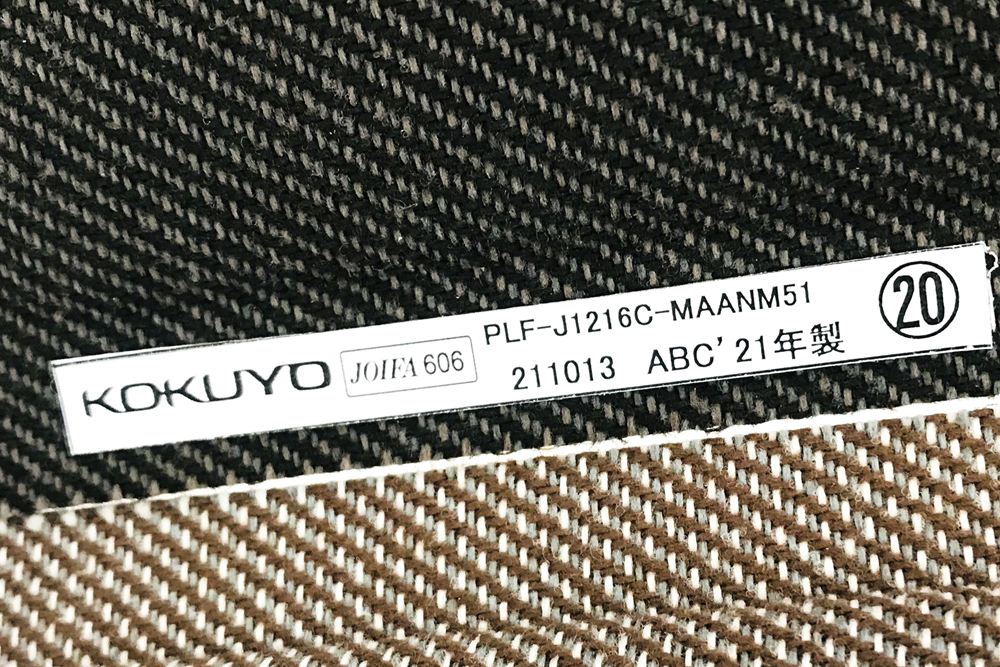 KOKUYO JOIFA 606
PLF-J1216C-MAANM51
211013 ABC'21年製
⑳